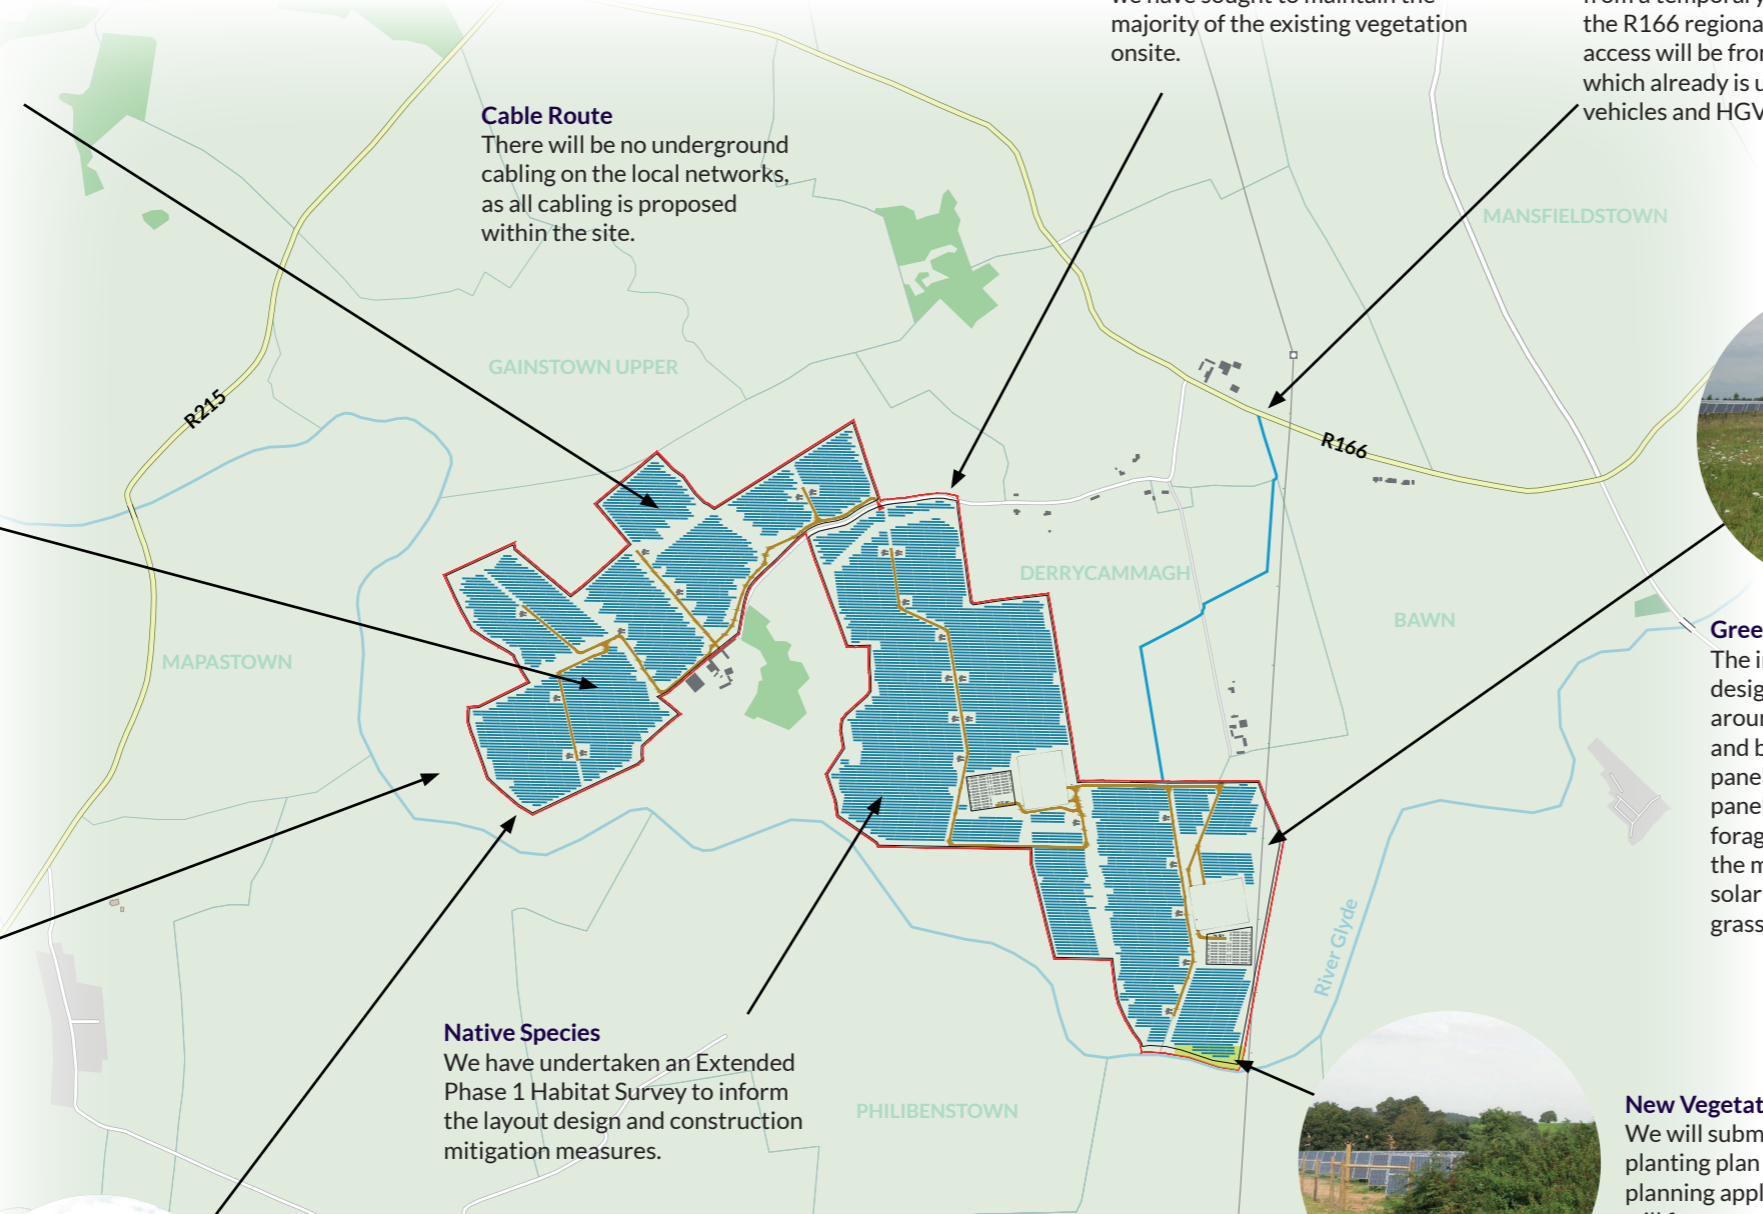 majority of the existing vegetation
onsite.
the R166 regiona
access will be fro
which already is u
vehicles and HGV
Cable Route
There will be no underground
cabling on the local networks,
as all cabling is proposed
within the site.
MANSFIELDSTOWN
GAINSTOWN UPPER
R215
R166
DERRYCAMMAGH
BAWN
MAPASTOWN
Gree
The i
desig
aroun
and b
pane
pane
forag
the m
solar
grass
River Glyde
Native Species
We have undertaken an Extended
Phase 1 Habitat Survey to inform
the layout design and construction
mitigation measures.
PHILIBENSTOWN
New Vegetat
We will subm
planting plan
planning appl